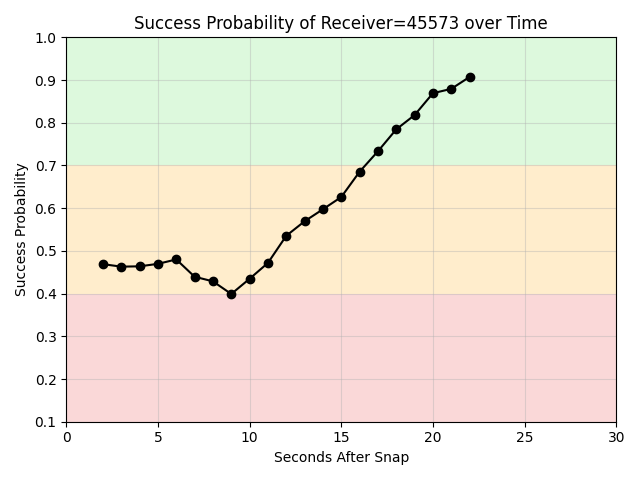 Success Probability of Receiver=45573 over Time
1.0
0.9
0.8
0.7
0.6
0.5
0.4
0.3
0.2
0.1
Success Probability
0 5 10 15 20 25 30
Seconds After Snap